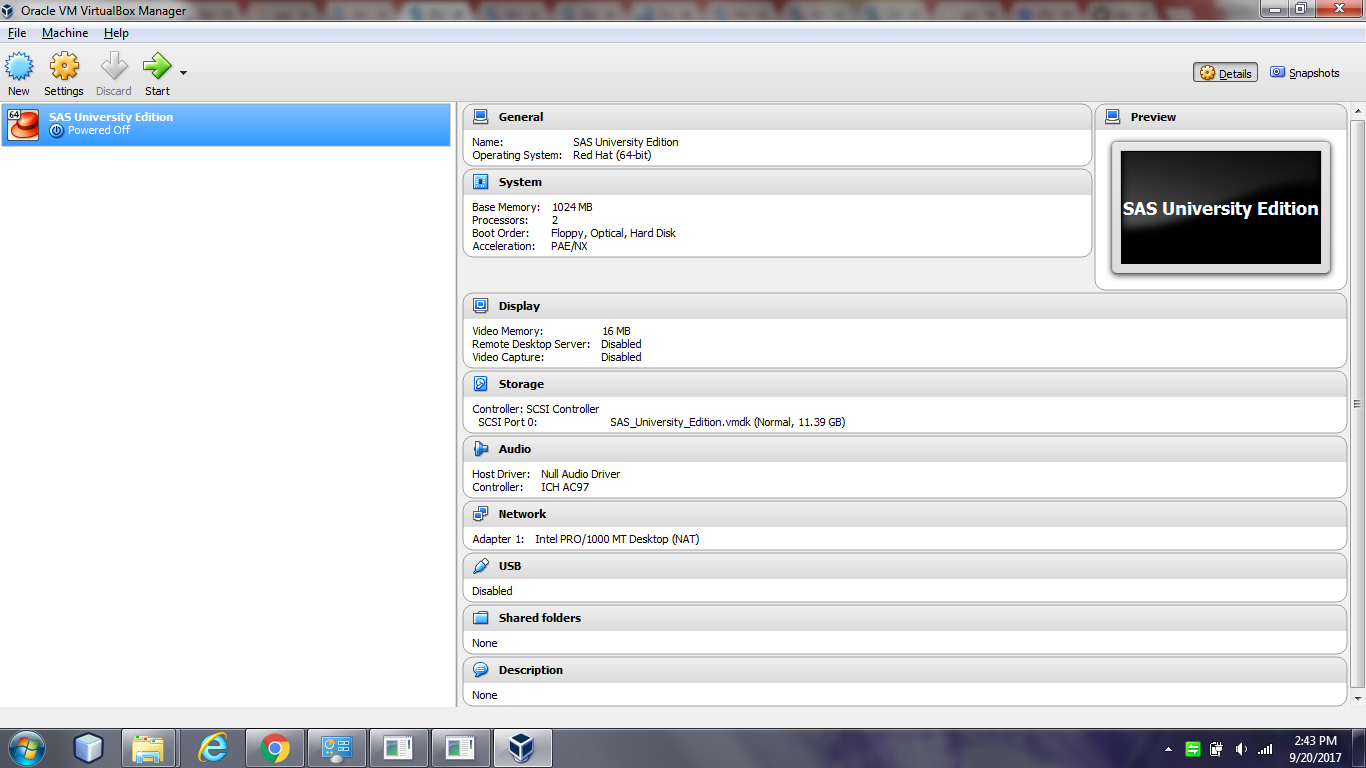 Oracle VM VirtualBox Manager
File Machine Help
New Settings Discard Start
Details Snapshots
64
SAS University Edition
Powered Off
General
Name: SAS University Edition
Operating System: Red Hat (64-bit)
System
Base Memory: 1024 MB
Processors: 2
Boot Order: Floppy, Optical, Hard Disk
Acceleration: PAE/NX
Preview
SAS University Edition
Display
Video Memory: 16 MB
Remote Desktop Server: Disabled
Video Capture: Disabled
Storage
Controller: SCSI Controller
SCSI Port 0: SAS_University_Edition.vmdk (Normal, 11.39 GB)
Audio
Host Driver: Null Audio Driver
Controller: ICH AC97
Network
Adapter 1: Intel PRO/1000 MT Desktop (NAT)
USB
Disabled
Shared folders
None
Description
None
2:43 PM
9/20/2017